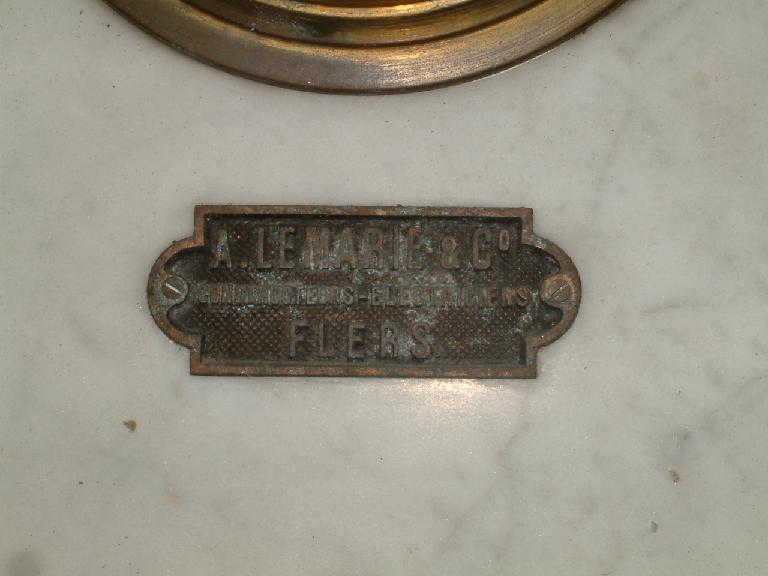 A. LEMARIE & Cº
CONSTRUCTEURS-ELECTRICIENS
FLERS